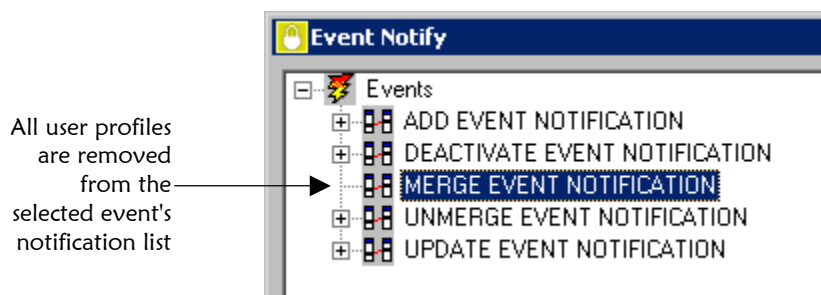 Event Notify
Events
ADD EVENT NOTIFICATION
DEACTIVATE EVENT NOTIFICATION
MERGE EVENT NOTIFICATION
UNMERGE EVENT NOTIFICATION
UPDATE EVENT NOTIFICATION
All user profiles
are removed
from the
selected event's
notification list